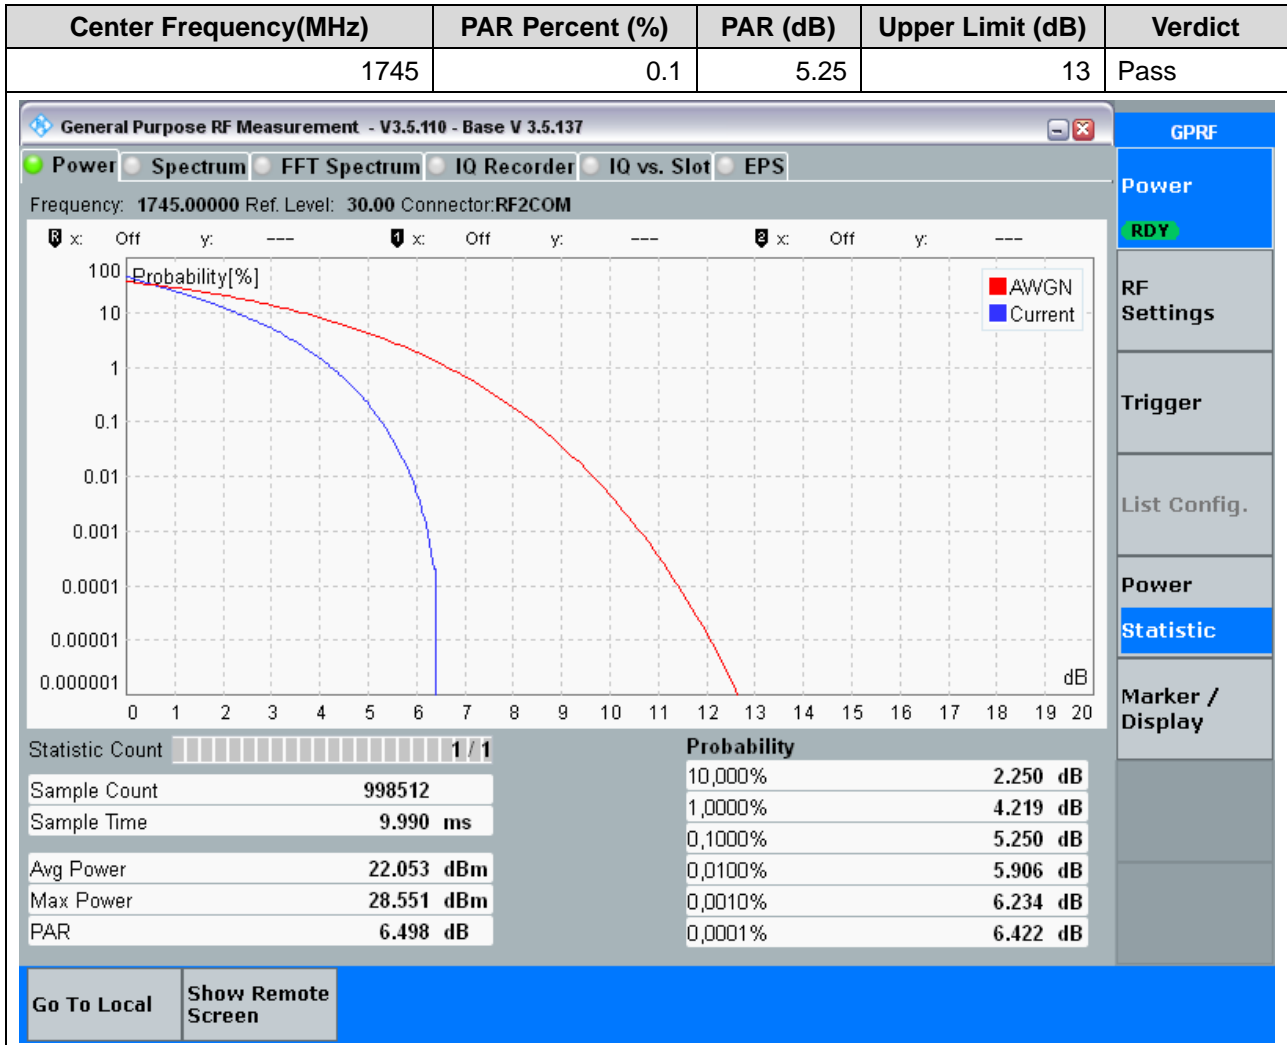 Center Frequency(MHz) PAR Percent (%) PAR (dB) Upper Limit (dB) Verdict
1745 0.1 5.25 13 Pass
General Purpose RF Measurement - V3.5.110 - Base V 3.5.137
GPRF
Power Spectrum FFT Spectrum IQ Recorder IQ vs. Slot EPS
Frequency: 1745.00000 Ref. Level: 30.00 Connector:RF2COM
Power
RDY
R x: Off y: --- 1 x: Off y: --- 2 x: Off y: ---
Probability[%]
AWGN
Current
100
10
1
0.1
0.01
0.001
0.0001
0.00001
0.000001
dB
0 1 2 3 4 5 6 7 8 9 10 11 12 13 14 15 16 17 18 19 20
RF
Settings
Trigger
List Config.
Power
Statistic
Marker /
Display
Statistic Count 1 / 1
Sample Count 998512
Sample Time 9.990 ms
Avg Power 22.053 dBm
Max Power 28.551 dBm
PAR 6.498 dB
Probability
10,000% 2.250 dB
1,0000% 4.219 dB
0,1000% 5.250 dB
0,0100% 5.906 dB
0,0010% 6.234 dB
0,0001% 6.422 dB
Go To Local
Show Remote
Screen